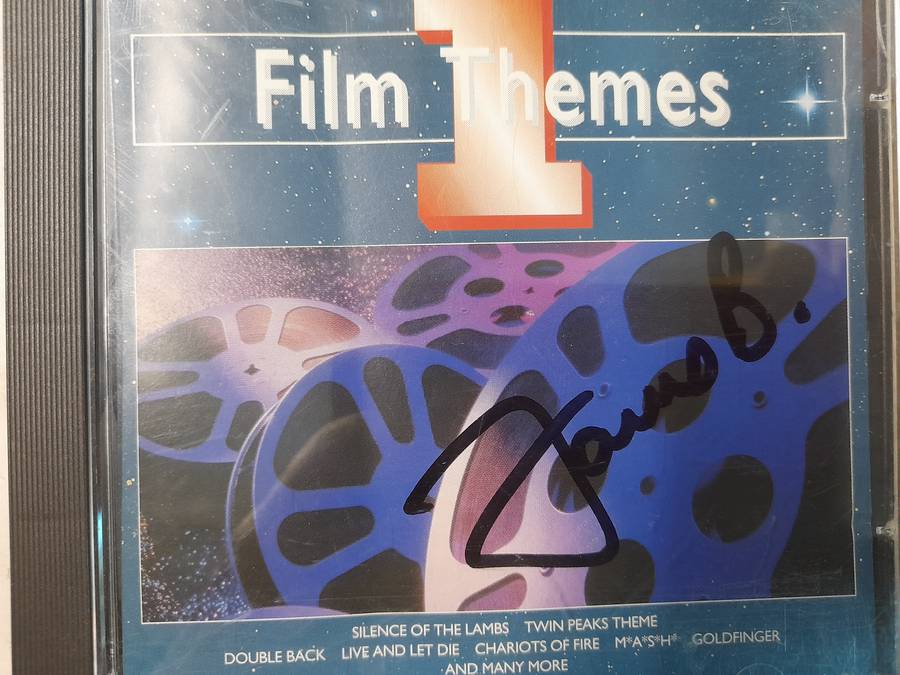 1
Film Themes
James B.
SILENCE OF THE LAMBS TWIN PEAKS THEME
DOUBLE BACK LIVE AND LET DIE CHARIOTS OF FIRE M*A*S*H* GOLDFINGER
AND MANY MORE